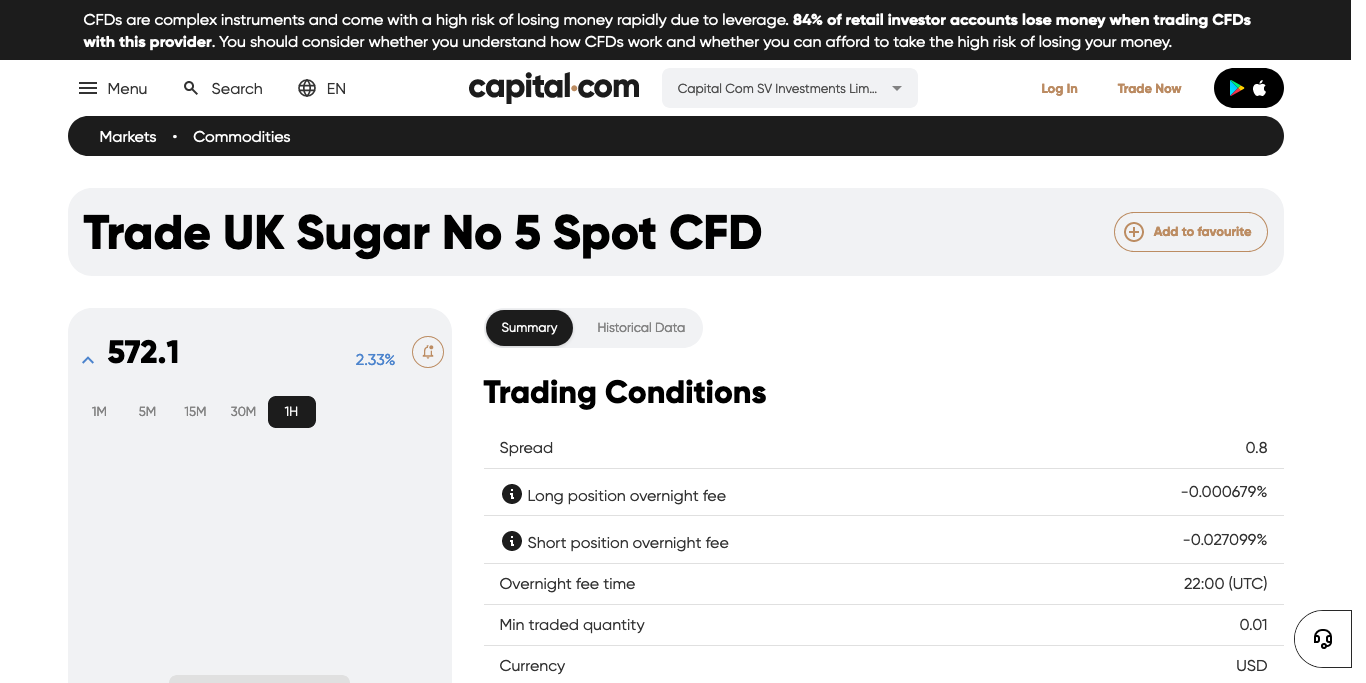 CFDs are complex instruments and come with a high risk of losing money rapidly due to leverage. 84% of retail investor accounts lose money when trading CFDs
with this provider. You should consider whether you understand how CFDs work and whether you can afford to take the high risk of losing your money.
Menu Search EN capital.com Capital Com SV Investments Lim... Log In Trade Now
Markets • Commodities
Trade UK Sugar No 5 Spot CFD Add to favourite
572.1 2.33%
1M 5M 15M 30M 1H
Summary Historical Data
Trading Conditions
Spread 0.8
Long position overnight fee -0.000679%
Short position overnight fee -0.027099%
Overnight fee time 22:00 (UTC)
Min traded quantity 0.01
Currency USD